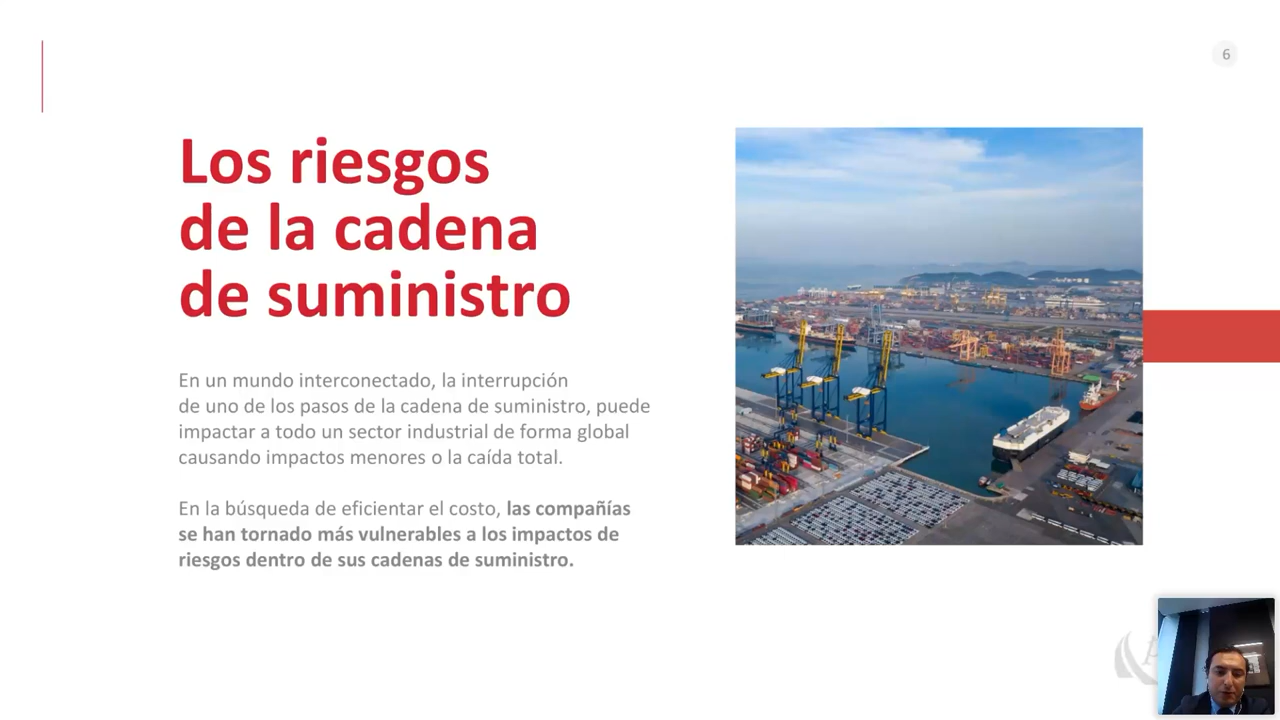 6
Los riesgos
de la cadena
de suministro
En un mundo interconectado, la interrupción
de uno de los pasos de la cadena de suministro, puede
impactar a todo un sector industrial de forma global
causando impactos menores o la caída total.
En la búsqueda de eficientar el costo, las compañías
se han tornado más vulnerables a los impactos de
riesgos dentro de sus cadenas de suministro.